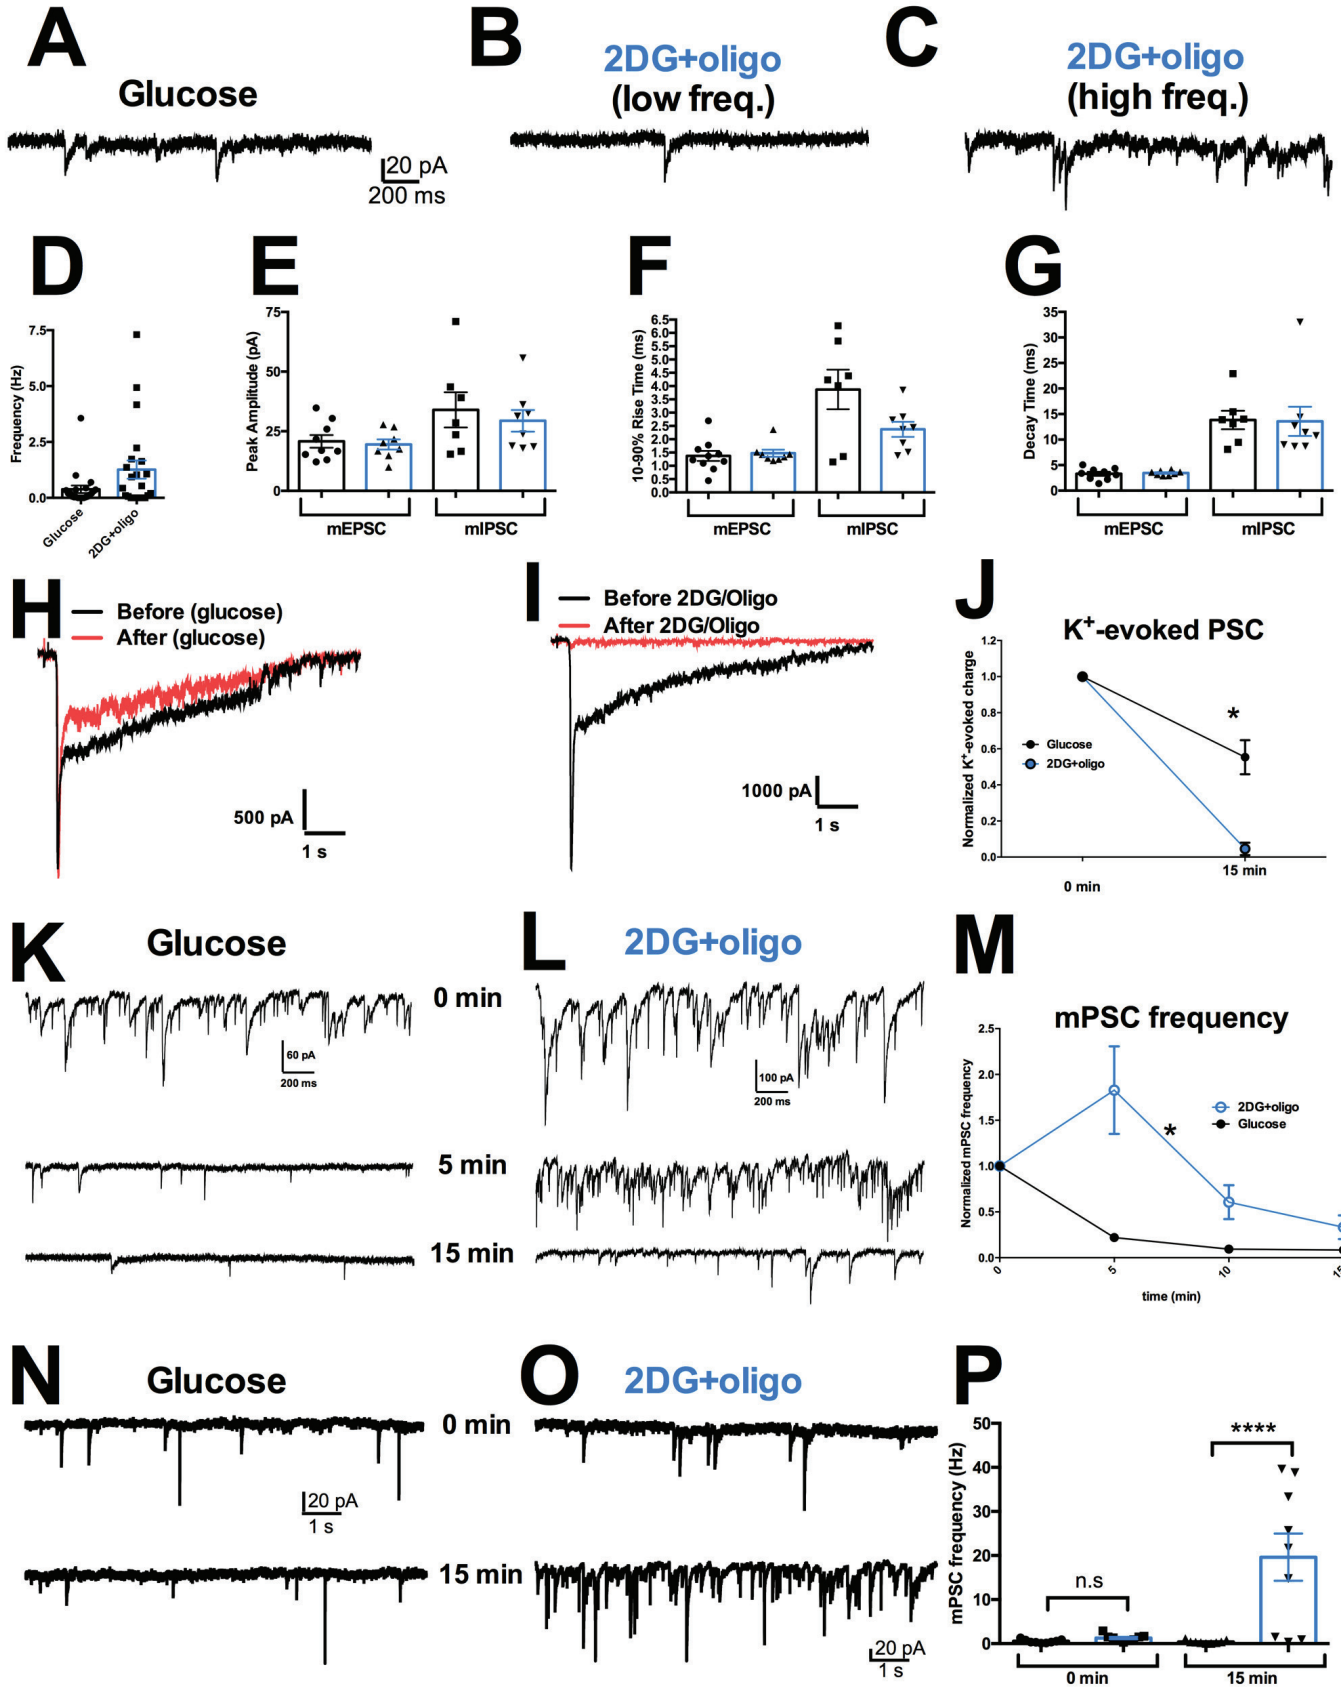 A
B
C
Glucose
2DG+oligo
(low freq.)
2DG+oligo
(high freq.)
20 pA
200 ms
D
E
F
G
Frequency (Hz)
7.5
5.0
2.5
0.0
Glucose
2DG+oligo
Peak Amplitude (pA)
75
50
25
0
mEPSC
mIPSC
10-90% Rise Time (ms)
6.5
6.0
5.5
5.0
4.5
4.0
3.5
3.0
2.5
2.0
1.5
1.0
0.5
0.0
mEPSC
mIPSC
Decay Time (ms)
35
30
25
20
15
10
5
0
mEPSC
mIPSC
H
Before (glucose)
After (glucose)
500 pA
1 s
I
Before 2DG/Oligo
After 2DG/Oligo
1000 pA
1 s
J
K+-evoked PSC
Normalized K+-evoked charge
1.2
1.0
0.8
0.6
0.4
0.2
0.0
*
Glucose
2DG+oligo
0 min
15 min
K
Glucose
L
2DG+oligo
0 min
60 pA
200 ms
100 pA
200 ms
5 min
15 min
M
mPSC frequency
Normalized mPSC frequency
2.5
2.0
1.5
1.0
0.5
0.0
*
2DG+oligo
Glucose
0
5
10
time (min)
N
Glucose
O
2DG+oligo
0 min
20 pA
1 s
15 min
20 pA
1 s
P
mPSC frequency (Hz)
50
40
30
20
10
0
n.s
****
0 min
15 min